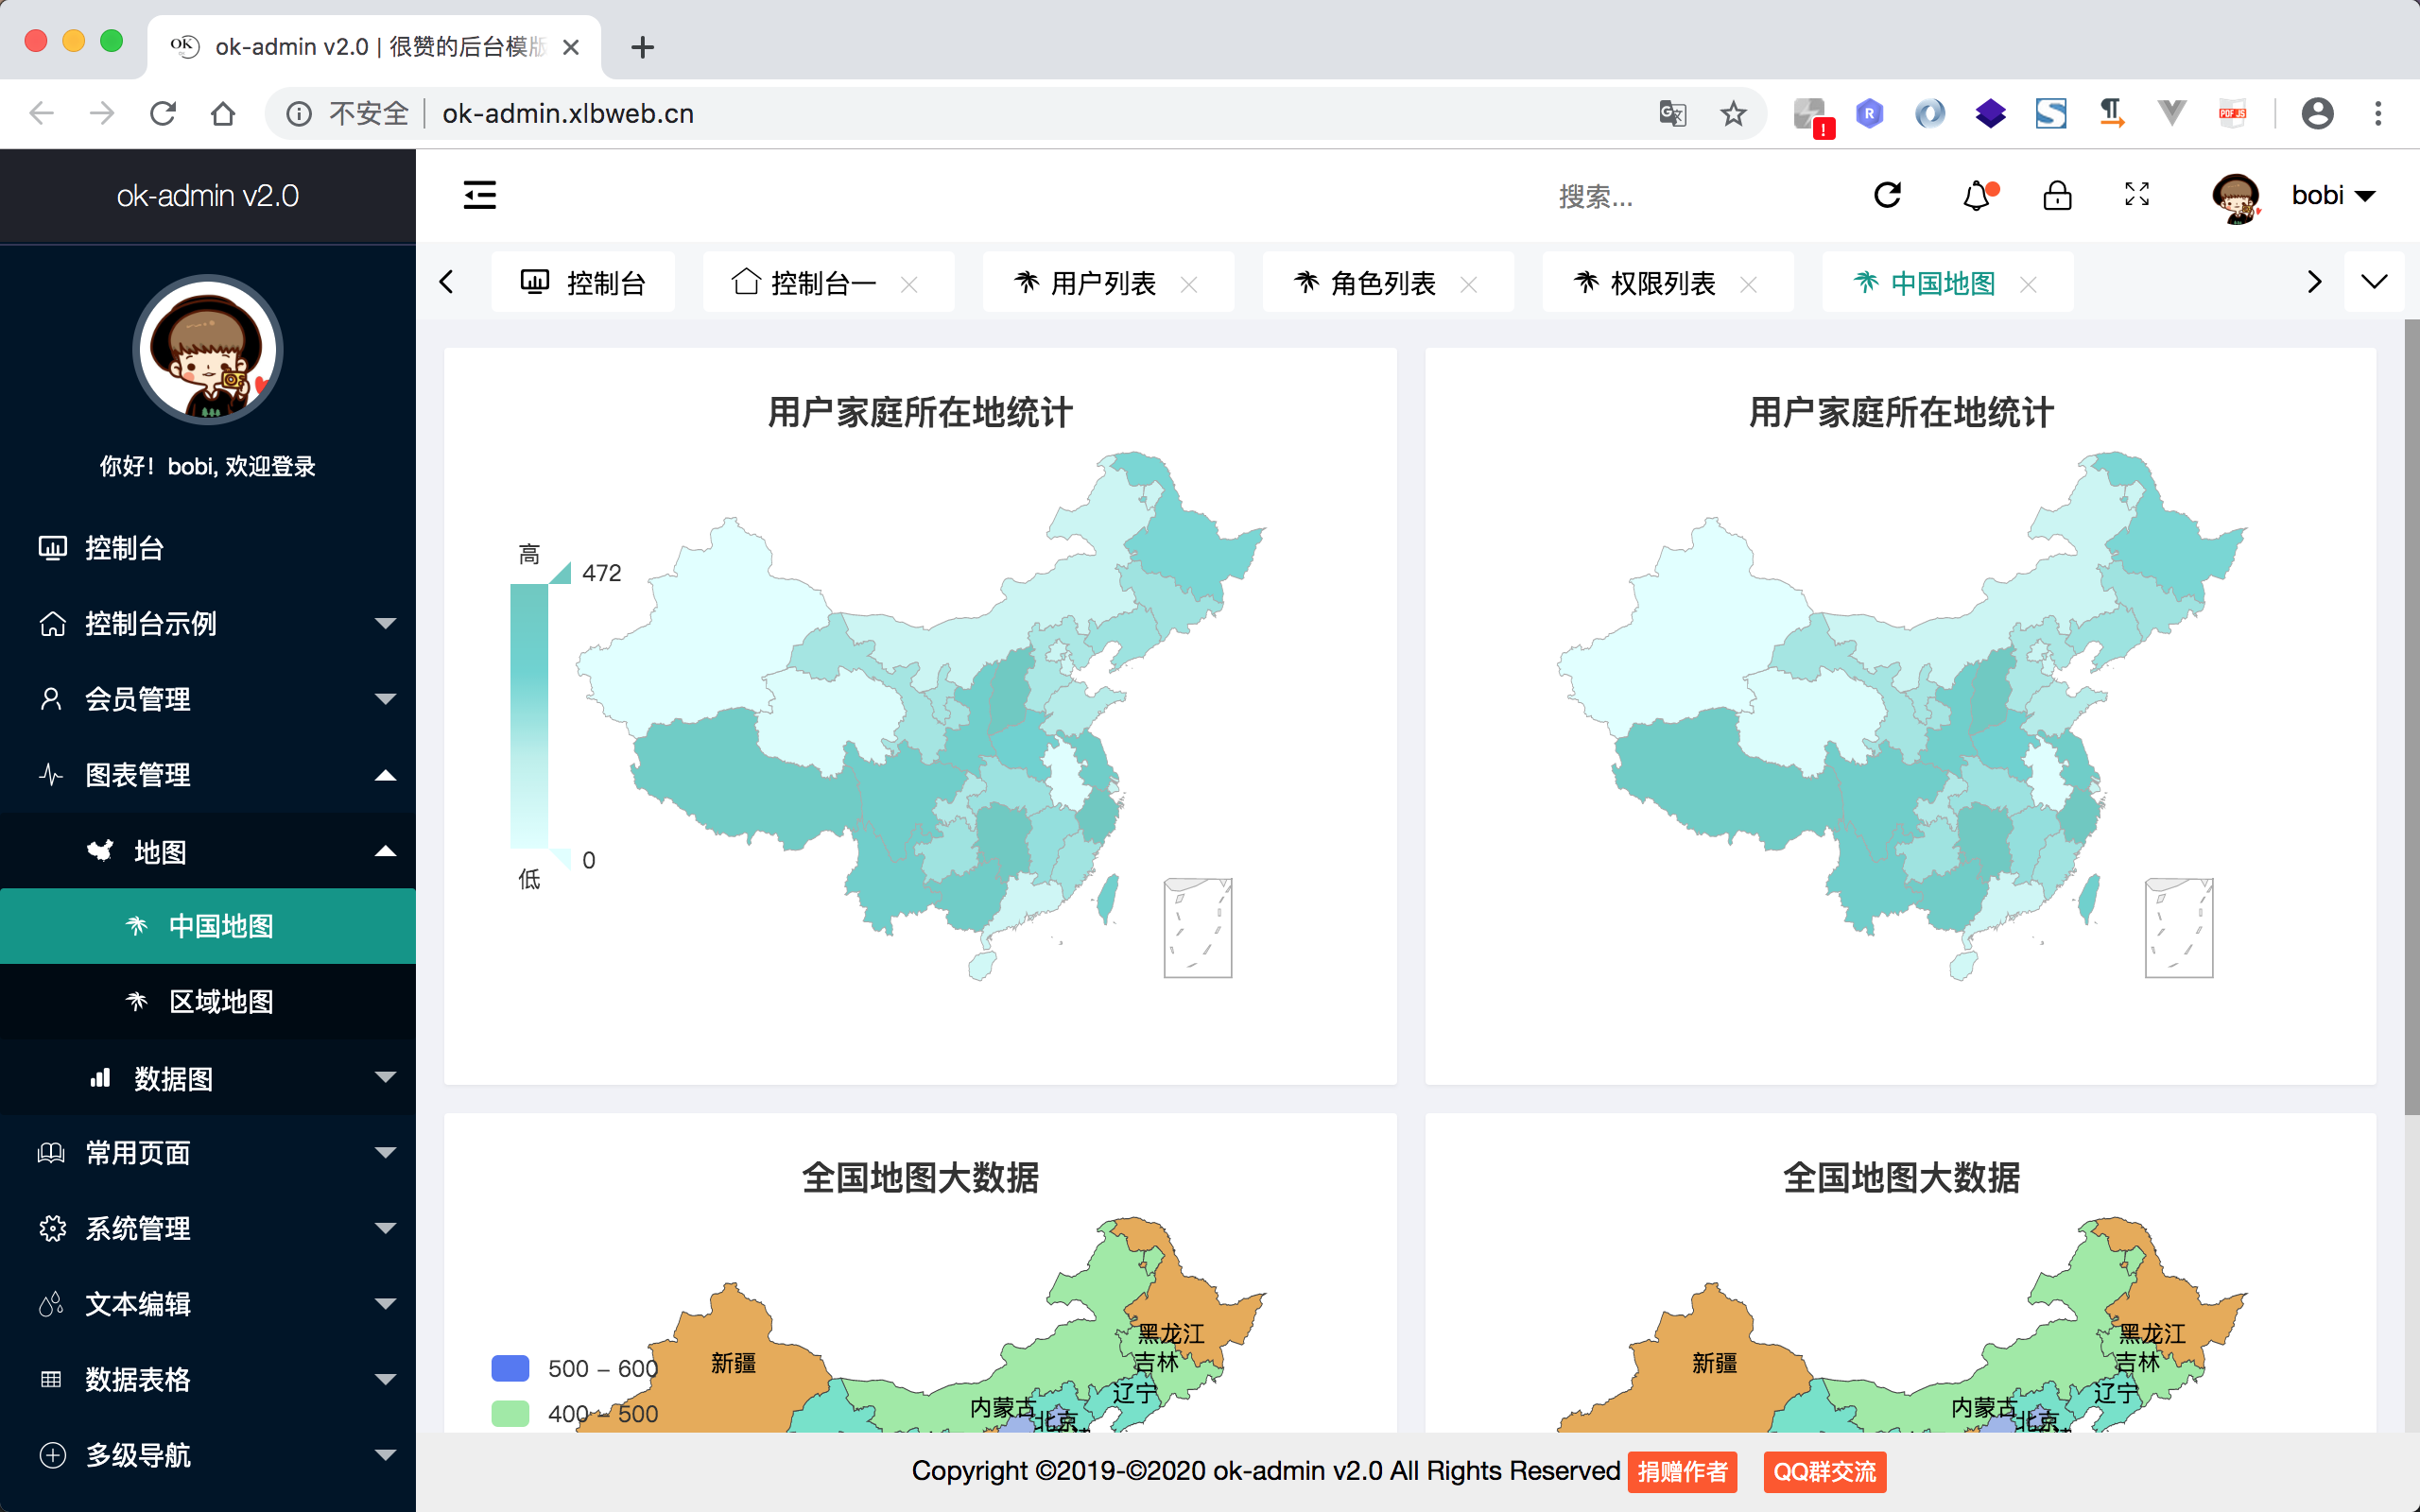 ok-admin v2.0 | 很赞的后台模版
不安全 ok-admin.xlbweb.cn
ok-admin v2.0
搜索...
bobi
控制台 控制台一 用户列表 角色列表 权限列表 中国地图
你好！bobi, 欢迎登录
控制台
控制台示例
会员管理
图表管理
地图
中国地图
区域地图
数据图
常用页面
系统管理
文本编辑
数据表格
多级导航
用户家庭所在地统计
高
472
0
低
用户家庭所在地统计
全国地图大数据
500 – 600
400 – 500
新疆
黑龙江
吉林
辽宁
内蒙古
北京
全国地图大数据
新疆
黑龙江
吉林
辽宁
内蒙古
北京
Copyright ©2019-©2020 ok-admin v2.0 All Rights Reserved 捐赠作者 QQ群交流